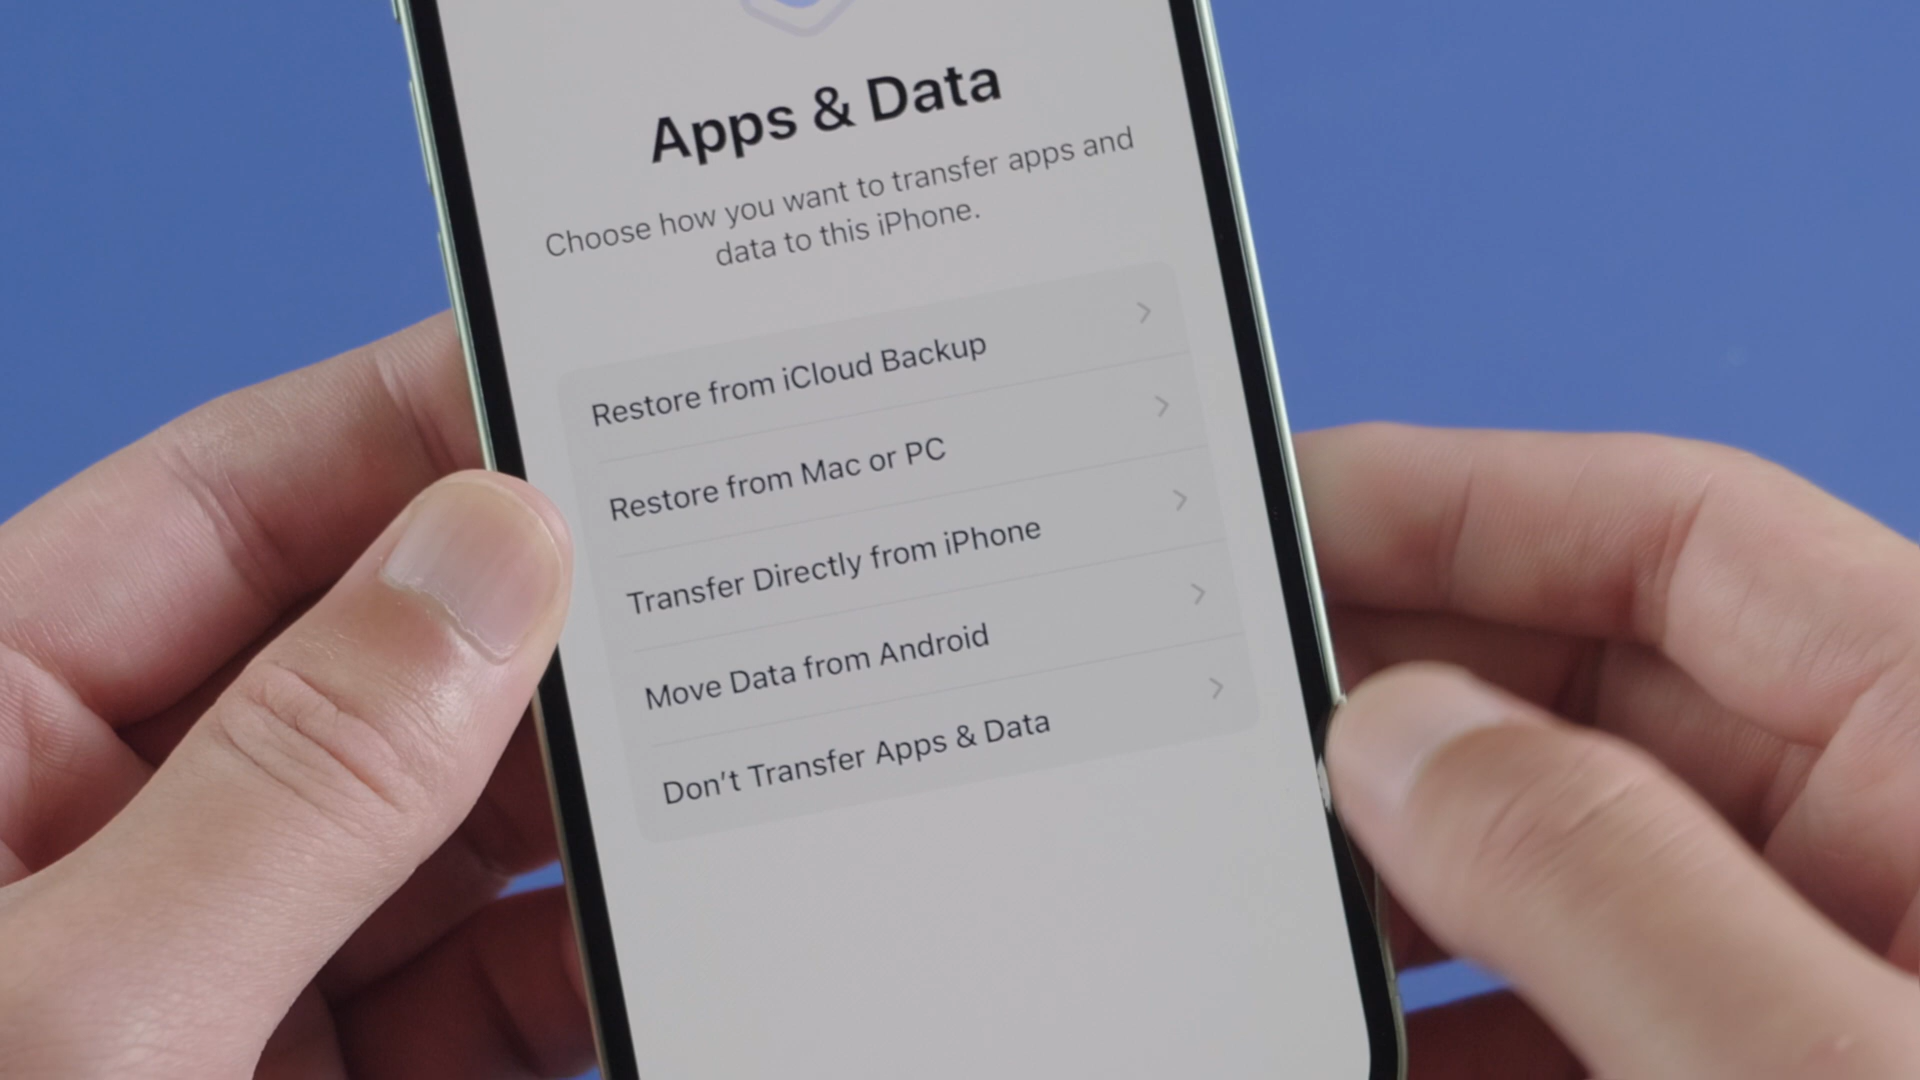 Apps & Data
Choose how you want to transfer apps and
data to this iPhone.
Restore from iCloud Backup
Restore from Mac or PC
Transfer Directly from iPhone
Move Data from Android
Don’t Transfer Apps & Data